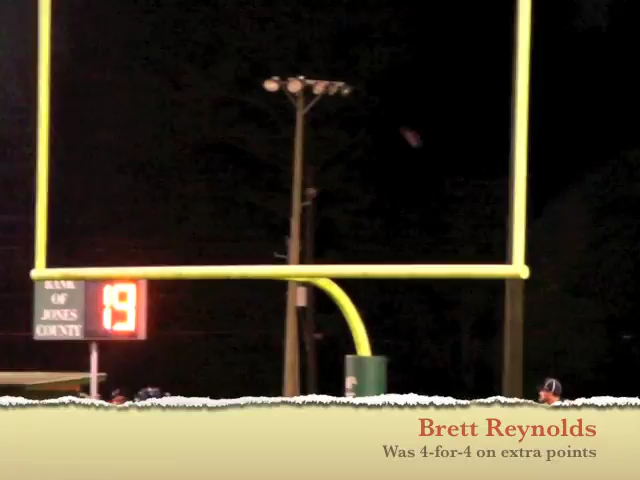 BANK
OF
JONES
COUNTY
19
Brett Reynolds
Was 4-for-4 on extra points